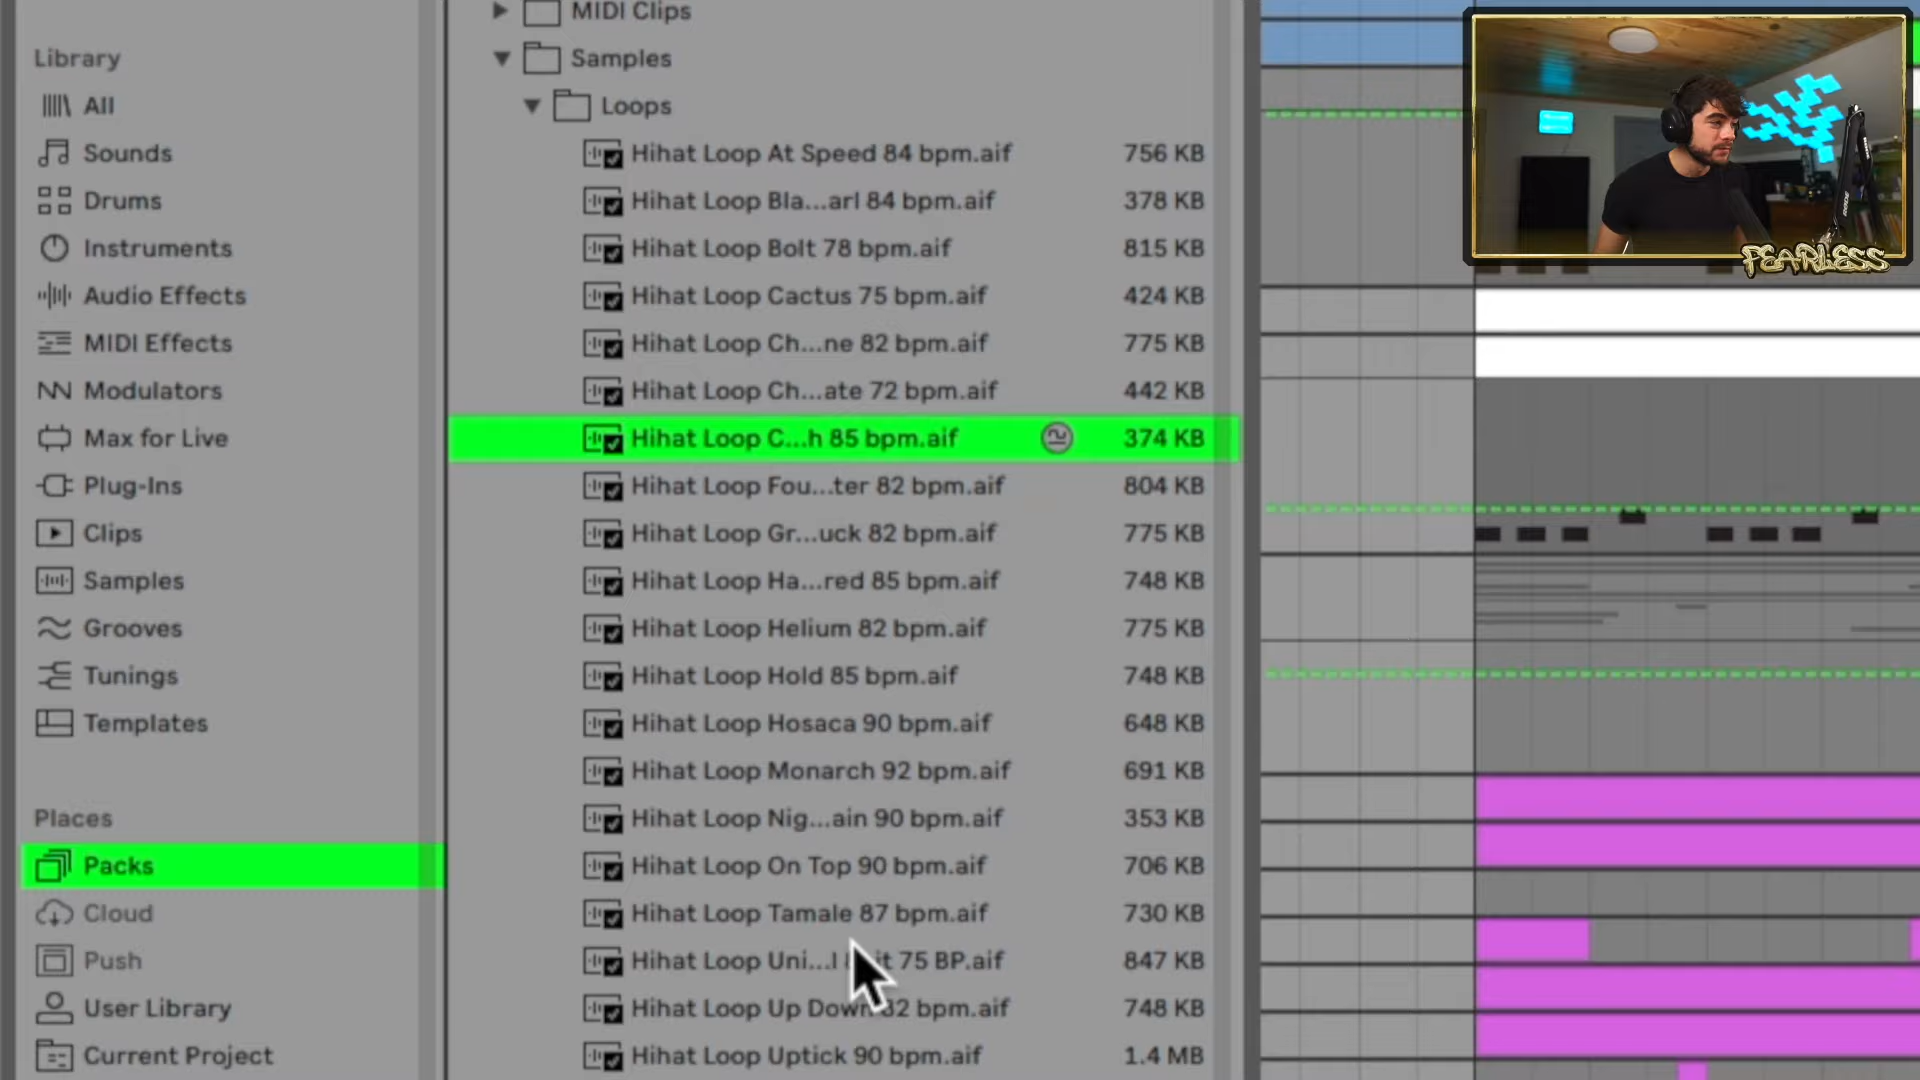 Library
All
Sounds
Drums
Instruments
Audio Effects
MIDI Effects
Modulators
Max for Live
Plug-Ins
Clips
Samples
Grooves
Tunings
Templates
Places
Packs
Cloud
Push
User Library
Current Project
MIDI Clips
Samples
Loops
Hihat Loop At Speed 84 bpm.aif 756 KB
Hihat Loop Bla...arl 84 bpm.aif 378 KB
Hihat Loop Bolt 78 bpm.aif 815 KB
Hihat Loop Cactus 75 bpm.aif 424 KB
Hihat Loop Ch...ne 82 bpm.aif 775 KB
Hihat Loop Ch...ate 72 bpm.aif 442 KB
Hihat Loop C...h 85 bpm.aif 374 KB
Hihat Loop Fou...ter 82 bpm.aif 804 KB
Hihat Loop Gr...uck 82 bpm.aif 775 KB
Hihat Loop Ha...red 85 bpm.aif 748 KB
Hihat Loop Helium 82 bpm.aif 775 KB
Hihat Loop Hold 85 bpm.aif 748 KB
Hihat Loop Hosaca 90 bpm.aif 648 KB
Hihat Loop Monarch 92 bpm.aif 691 KB
Hihat Loop Nig...ain 90 bpm.aif 353 KB
Hihat Loop On Top 90 bpm.aif 706 KB
Hihat Loop Tamale 87 bpm.aif 730 KB
Hihat Loop 75 BP.aif 847 KB
Hihat Loop Up Down 82 bpm.aif 748 KB
Hihat Loop Uptick 90 bpm.aif 1.4 MB
FEARLESS